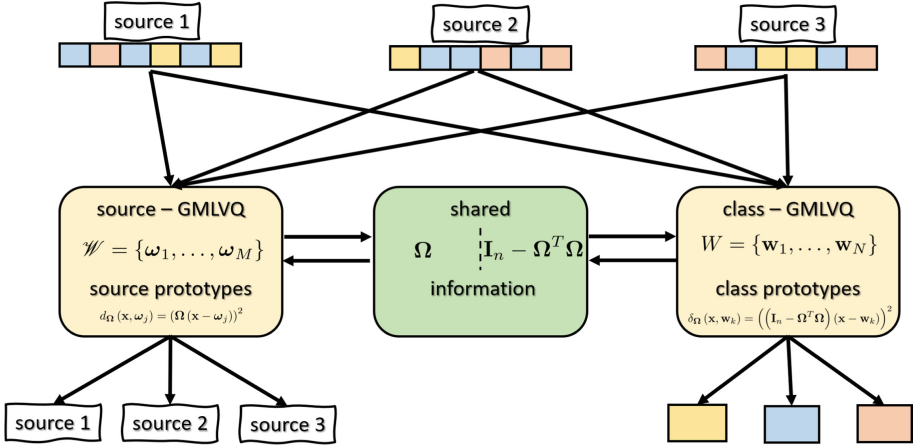 source 1
source 2
source 3
source – GMLVQ
𝒲 = {ω₁, . . . , ω_M}
source prototypes
d_Ω (x, ω_j) = (Ω (x − ω_j))²
shared
Ω I_n − Ω^T Ω
information
class – GMLVQ
W = {w₁, . . . , w_N}
class prototypes
δ_Ω (x, w_k) = ((I_n − Ω^T Ω) (x − w_k))²
source 1
source 2
source 3